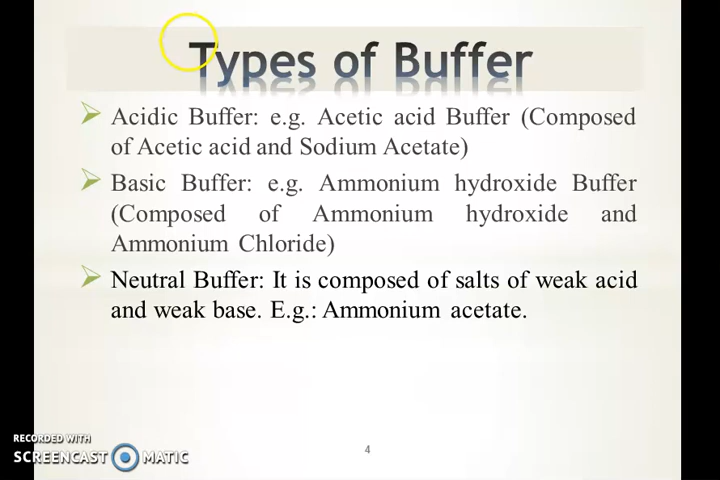 Types of Buffer
Acidic Buffer: e.g. Acetic acid Buffer (Composed
of Acetic acid and Sodium Acetate)
Basic Buffer: e.g. Ammonium hydroxide Buffer
(Composed of Ammonium hydroxide and
Ammonium Chloride)
Neutral Buffer: It is composed of salts of weak acid
and weak base. E.g.: Ammonium acetate.
RECORDED WITH
SCREENCAST MATIC
4